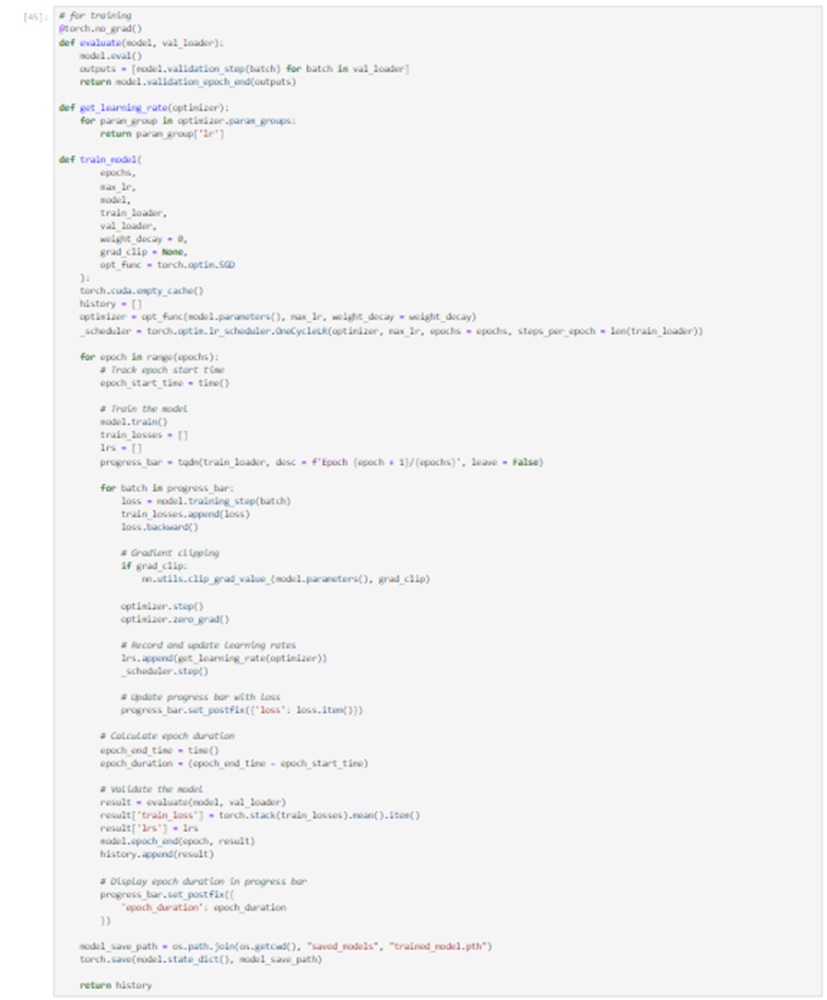 [45]:
# for training
@torch.no_grad()
def evaluate(model, val_loader):
    model.eval()
    outputs = [model.validation_step(batch) for batch in val_loader]
    return model.validation_epoch_end(outputs)

def get_learning_rate(optimizer):
    for param_group in optimizer.param_groups:
        return param_group['lr']

def train_model(
        epochs,
        max_lr,
        model,
        train_loader,
        val_loader,
        weight_decay = 0,
        grad_clip = None,
        opt_func = torch.optim.SGD
    ):
    torch.cuda.empty_cache()
    history = []
    optimizer = opt_func(model.parameters(), max_lr, weight_decay = weight_decay)
    _scheduler = torch.optim.lr_scheduler.OneCycleLR(optimizer, max_lr, epochs = epochs, steps_per_epoch = len(train_loader))

    for epoch in range(epochs):
        # Track epoch start time
        epoch_start_time = time()

        # Train the model
        model.train()
        train_losses = []
        lrs = []
        progress_bar = tqdm(train_loader, desc = f'Epoch {epoch + 1}/{epochs}', leave = False)

        for batch in progress_bar:
            loss = model.training_step(batch)
            train_losses.append(loss)
            loss.backward()

            # Gradient clipping
            if grad_clip:
                nn.utils.clip_grad_value_(model.parameters(), grad_clip)

            optimizer.step()
            optimizer.zero_grad()

            # Record and update learning rates
            lrs.append(get_learning_rate(optimizer))
            _scheduler.step()

            # Update progress bar with loss
            progress_bar.set_postfix({'loss': loss.item()})

        # Calculate epoch duration
        epoch_end_time = time()
        epoch_duration = (epoch_end_time - epoch_start_time)

        # Validate the model
        result = evaluate(model, val_loader)
        result['train_loss'] = torch.stack(train_losses).mean().item()
        result['lrs'] = lrs
        model.epoch_end(epoch, result)
        history.append(result)

        # Display epoch duration in progress bar
        progress_bar.set_postfix({
            'epoch_duration': epoch_duration
        })

    model_save_path = os.path.join(os.getcwd(), "saved_models", "trained_model.pth")
    torch.save(model.state_dict(), model_save_path)

    return history